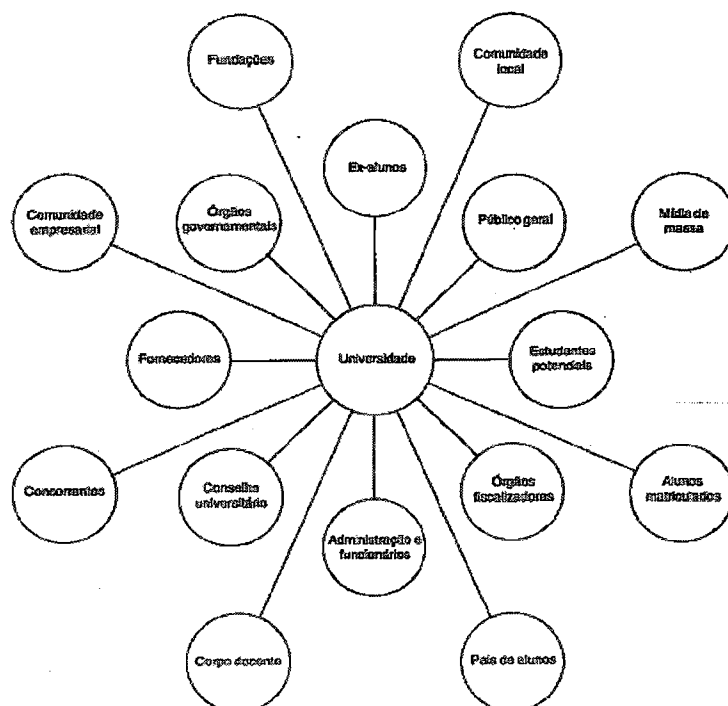 Fundações
Comunidade
local
Ex-alunos
Comunidade
empresarial
Órgãos
governamentais
Público geral
Mídia de
massa
Fornecedores
Universidade
Estudantes
potenciais
Concorrentes
Conselho
universitário
Órgãos
fiscalizadores
Alunos
matriculados
Administração e
funcionários
Corpo docente
Pais de alunos